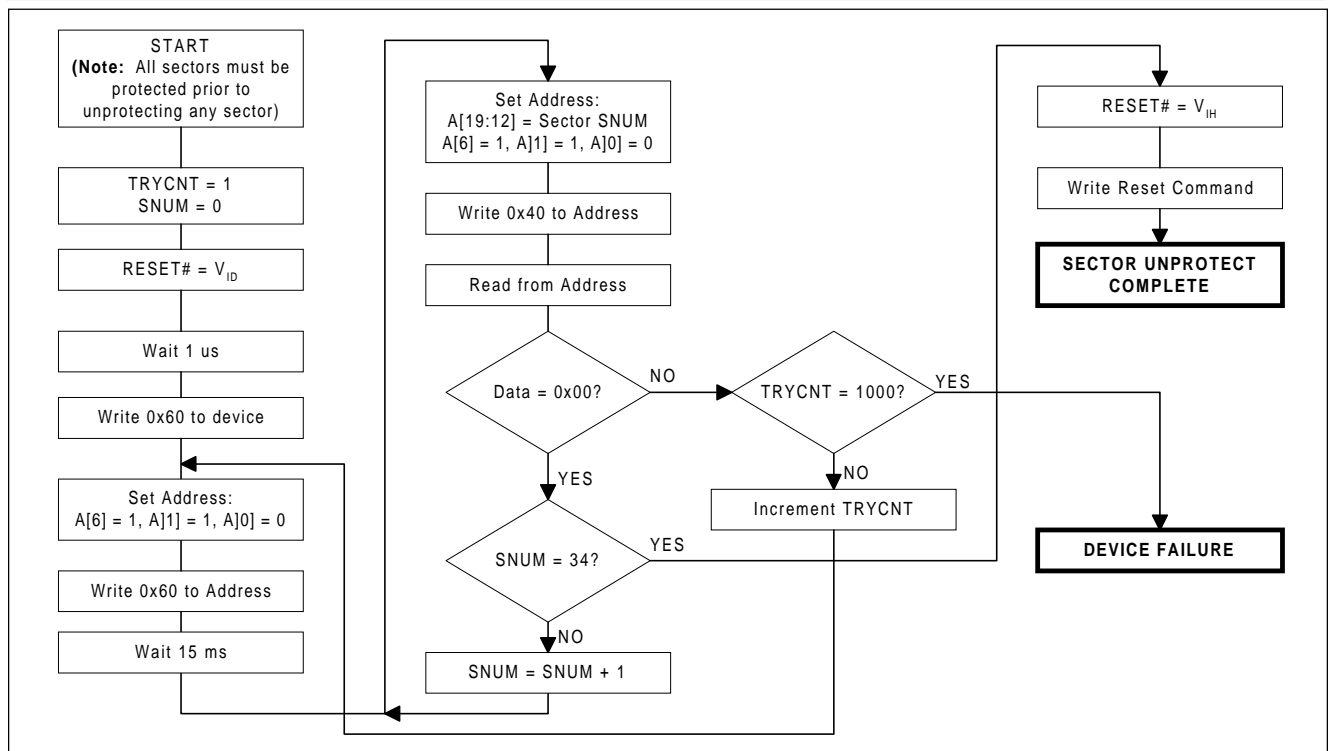 START
(Note: All sectors must be
protected prior to
unprotecting any sector)
TRYCNT = 1
SNUM = 0
RESET# = VID
Wait 1 us
Write 0x60 to device
Set Address:
A[6] = 1, A]1] = 1, A]0] = 0
Write 0x60 to Address
Wait 15 ms
Set Address:
A[19:12] = Sector SNUM
A[6] = 1, A]1] = 1, A]0] = 0
Write 0x40 to Address
Read from Address
Data = 0x00?
NO
YES
SNUM = 34?
YES
NO
SNUM = SNUM + 1
TRYCNT = 1000?
YES
NO
Increment TRYCNT
RESET# = VIH
Write Reset Command
SECTOR UNPROTECT
COMPLETE
DEVICE FAILURE